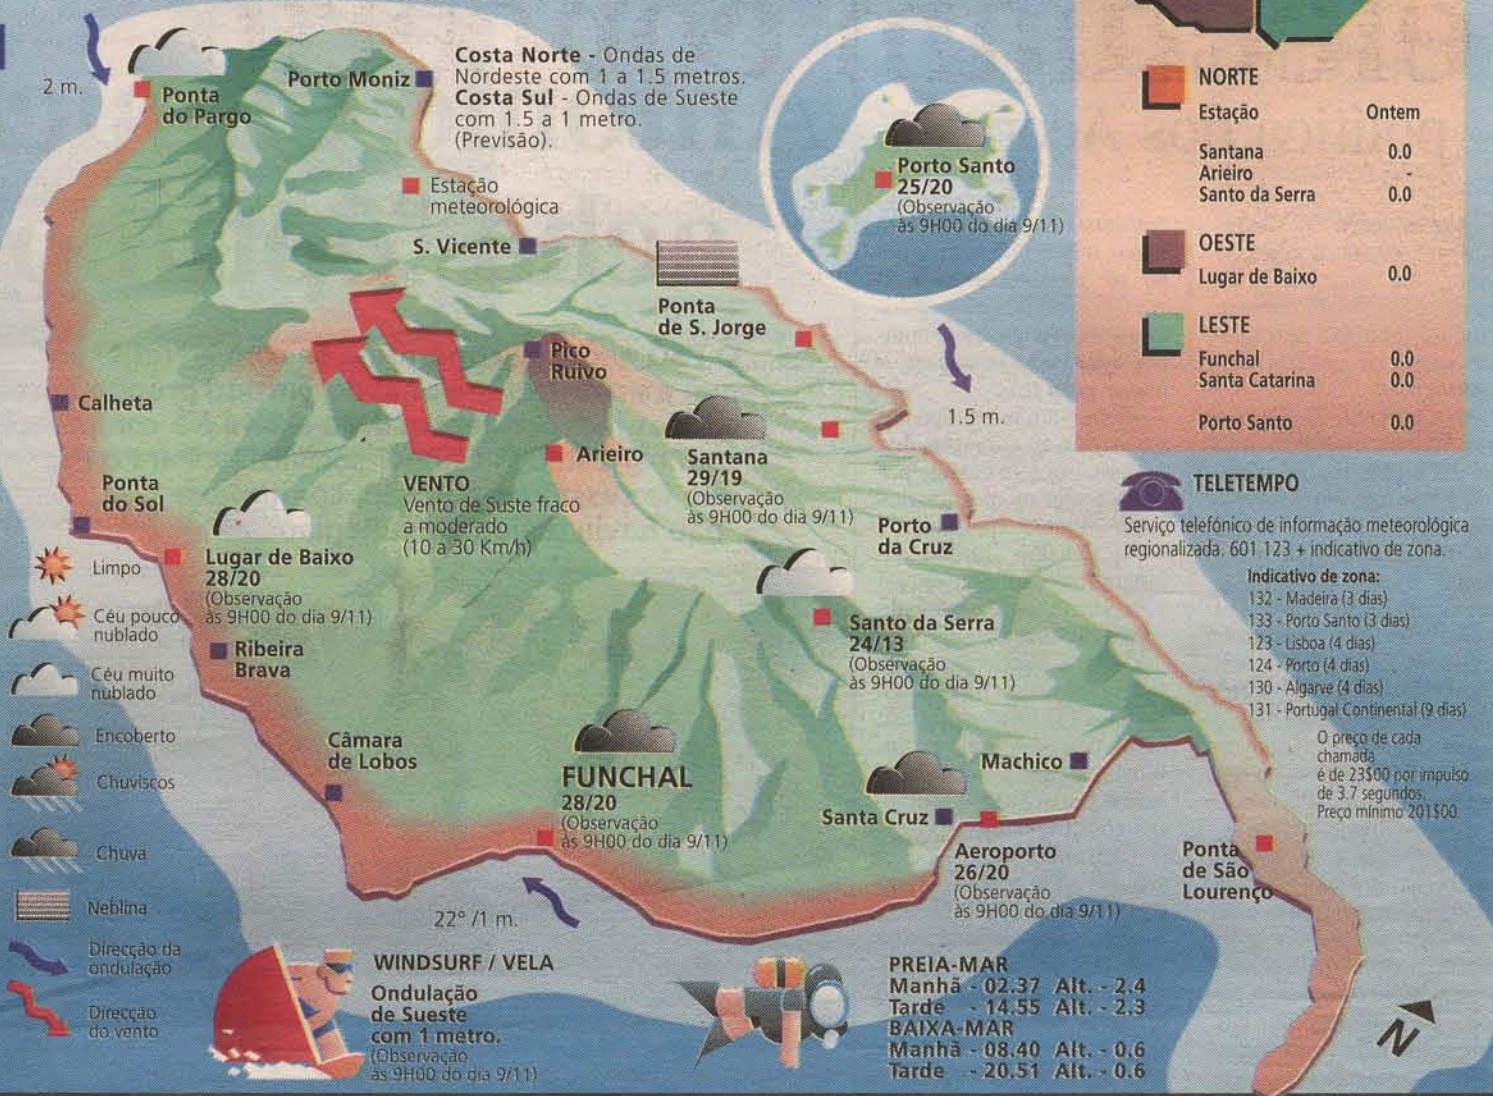 2 m.
Ponta
do Pargo
Porto Moniz
Costa Norte - Ondas de
Nordeste com 1 a 1.5 metros.
Costa Sul - Ondas de Sueste
com 1.5 a 1 metro.
(Previsão).
Estação
meteorológica
S. Vicente
Porto Santo
25/20
(Observação
às 9H00 do dia 9/11)
Ponta
de S. Jorge
Pico
Ruivo
1.5 m.
Calheta
Arieiro
Santana
29/19
(Observação
às 9H00 do dia 9/11)
VENTO
Vento de Suste fraco
a moderado
(10 a 30 Km/h)
Ponta
do Sol
Porto
da Cruz
Lugar de Baixo
28/20
(Observação
às 9H00 do dia 9/11)
Ribeira
Brava
Santo da Serra
24/13
(Observação
às 9H00 do dia 9/11)
Câmara
de Lobos
FUNCHAL
28/20
(Observação
às 9H00 do dia 9/11)
Machico
Santa Cruz
Aeroporto
26/20
(Observação
às 9H00 do dia 9/11)
Ponta
de São
Lourenço
22º /1 m.
Limpo
Céu pouco
nublado
Céu muito
nublado
Encoberto
Chuviscos
Chuva
Neblina
Direcção da
ondulação
Direcção
do vento
WINDSURF / VELA
Ondulação
de Sueste
com 1 metro.
(Observação
às 9H00 do dia 9/11)
PREIA-MAR
Manhã - 02.37 Alt. - 2.4
Tarde - 14.55 Alt. - 2.3
BAIXA-MAR
Manhã - 08.40 Alt. - 0.6
Tarde - 20.51 Alt. - 0.6
N
NORTE
Estação Ontem
Santana 0.0
Arieiro -
Santo da Serra 0.0
OESTE
Lugar de Baixo 0.0
LESTE
Funchal 0.0
Santa Catarina 0.0
Porto Santo 0.0
TELETEMPO
Serviço telefónico de informação meteorológica
regionalizada. 601 123 + indicativo de zona.
Indicativo de zona:
132 - Madeira (3 dias)
133 - Porto Santo (3 dias)
123 - Lisboa (4 dias)
124 - Porto (4 dias)
130 - Algarve (4 dias)
131 - Portugal Continental (9 dias)
O preço de cada
chamada
é de 23$00 por impulso
de 3.7 segundos.
Preço mínimo 201$00.